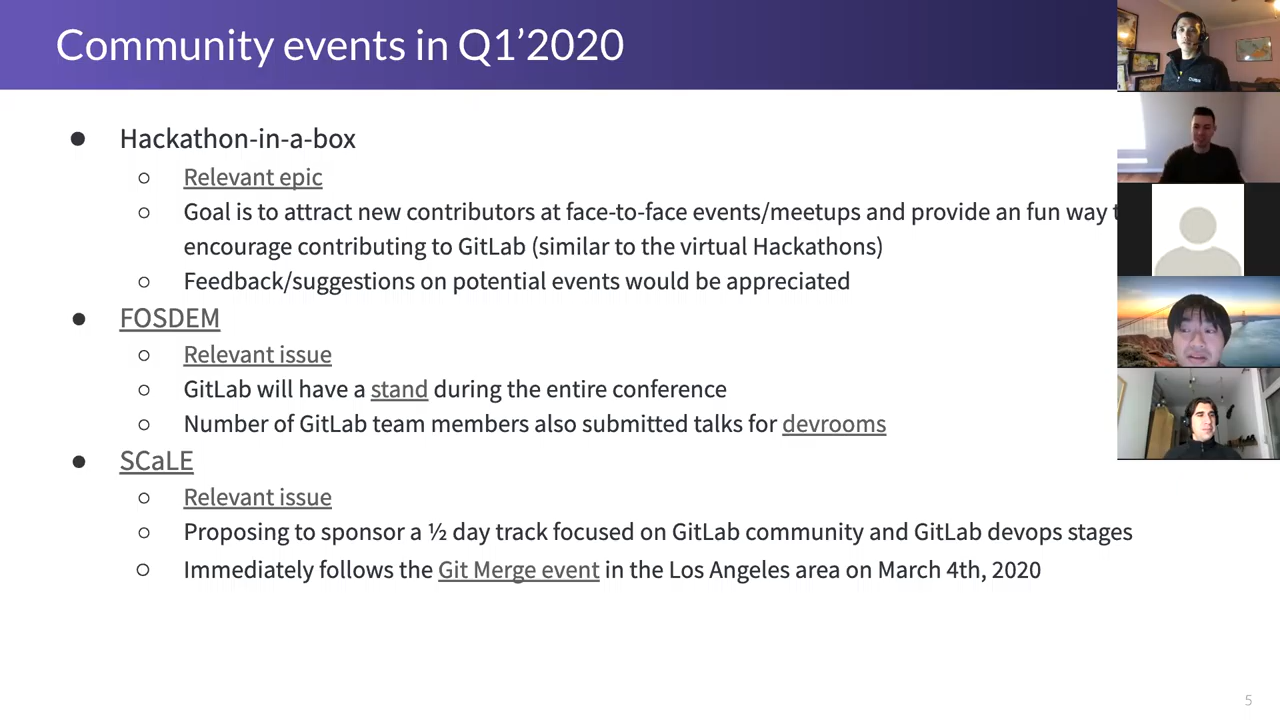 Community events in Q1’2020
● Hackathon-in-a-box
○ Relevant epic
○ Goal is to attract new contributors at face-to-face events/meetups and provide an fun way
encourage contributing to GitLab (similar to the virtual Hackathons)
○ Feedback/suggestions on potential events would be appreciated
● FOSDEM
○ Relevant issue
○ GitLab will have a stand during the entire conference
○ Number of GitLab team members also submitted talks for devrooms
● SCaLE
○ Relevant issue
○ Proposing to sponsor a ½ day track focused on GitLab community and GitLab devops stages
○ Immediately follows the Git Merge event in the Los Angeles area on March 4th, 2020
5